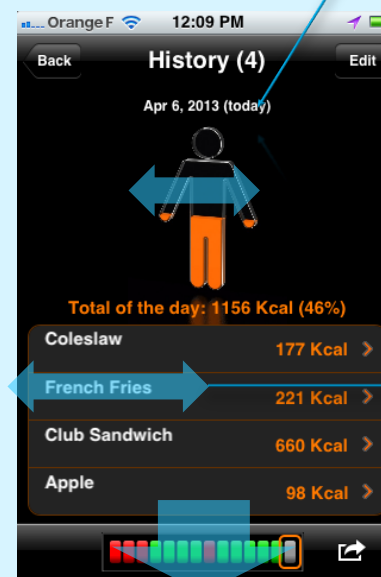 Orange F 12:09 PM
Back History (4) Edit
Apr 6, 2013 (today)
Total of the day: 1156 Kcal (46%)
Coleslaw 177 Kcal
French Fries 221 Kcal
Club Sandwich 660 Kcal
Apple 98 Kcal